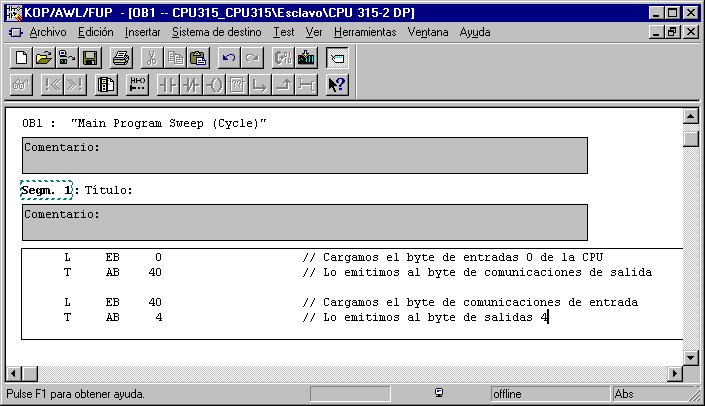 KOP/AWL/FUP - [OB1 -- CPU315_CPU315\Esclavo\CPU 315-2 DP]
Archivo Edición Insertar Sistema de destino Test Ver Herramientas Ventana Ayuda
OB1 : "Main Program Sweep (Cycle)"
Comentario:
Segm. 1: Título:
Comentario:
L EB 0 // Cargamos el byte de entradas 0 de la CPU
T AB 40 // Lo emitimos al byte de comunicaciones de salida
L EB 40 // Cargamos el byte de comunicaciones de entrada
T AB 4 // Lo emitimos al byte de salidas 4
Pulse F1 para obtener ayuda. offline Abs